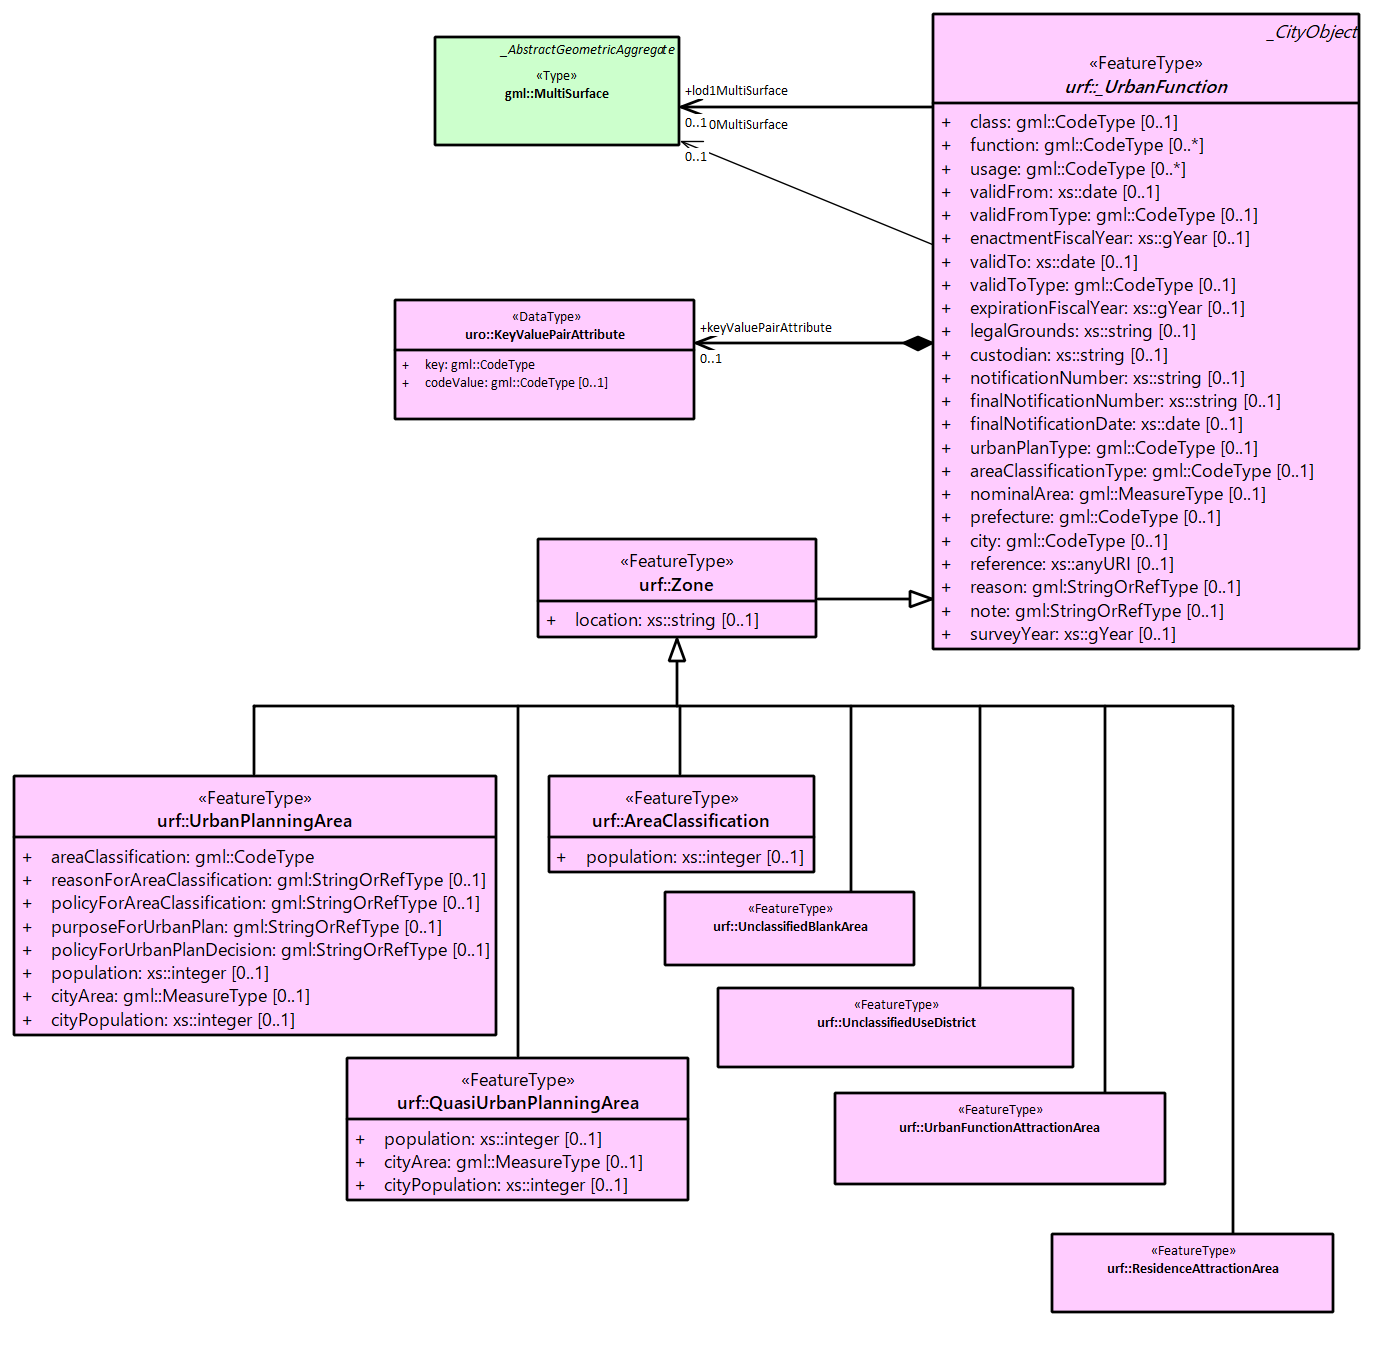 _CityObject
«FeatureType»
urf::_UrbanFunction
+ class: gml::CodeType [0..1]
+ function: gml::CodeType [0..*]
+ usage: gml::CodeType [0..*]
+ validFrom: xs::date [0..1]
+ validFromType: gml::CodeType [0..1]
+ enactmentFiscalYear: xs::gYear [0..1]
+ validTo: xs::date [0..1]
+ validToType: gml::CodeType [0..1]
+ expirationFiscalYear: xs::gYear [0..1]
+ legalGrounds: xs::string [0..1]
+ custodian: xs::string [0..1]
+ notificationNumber: xs::string [0..1]
+ finalNotificationNumber: xs::string [0..1]
+ finalNotificationDate: xs::date [0..1]
+ urbanPlanType: gml::CodeType [0..1]
+ areaClassificationType: gml::CodeType [0..1]
+ nominalArea: gml::MeasureType [0..1]
+ prefecture: gml::CodeType [0..1]
+ city: gml::CodeType [0..1]
+ reference: xs::anyURI [0..1]
+ reason: gml:StringOrRefType [0..1]
+ note: gml:StringOrRefType [0..1]
+ surveyYear: xs::gYear [0..1]
_AbstractGeometricAggregate
«Type»
gml::MultiSurface
+lod1MultiSurface
0..1
0MultiSurface
0..1
«DataType»
uro::KeyValuePairAttribute
+ key: gml::CodeType
+ codeValue: gml::CodeType [0..1]
+keyValuePairAttribute
0..1
«FeatureType»
urf::Zone
+ location: xs::string [0..1]
«FeatureType»
urf::UrbanPlanningArea
+ areaClassification: gml::CodeType
+ reasonForAreaClassification: gml:StringOrRefType [0..1]
+ policyForAreaClassification: gml:StringOrRefType [0..1]
+ purposeForUrbanPlan: gml:StringOrRefType [0..1]
+ policyForUrbanPlanDecision: gml:StringOrRefType [0..1]
+ population: xs::integer [0..1]
+ cityArea: gml::MeasureType [0..1]
+ cityPopulation: xs::integer [0..1]
«FeatureType»
urf::AreaClassification
+ population: xs::integer [0..1]
«FeatureType»
urf::UnclassifiedBlankArea
«FeatureType»
urf::UnclassifiedUseDistrict
«FeatureType»
urf::QuasiUrbanPlanningArea
+ population: xs::integer [0..1]
+ cityArea: gml::MeasureType [0..1]
+ cityPopulation: xs::integer [0..1]
«FeatureType»
urf::UrbanFunctionAttractionArea
«FeatureType»
urf::ResidenceAttractionArea